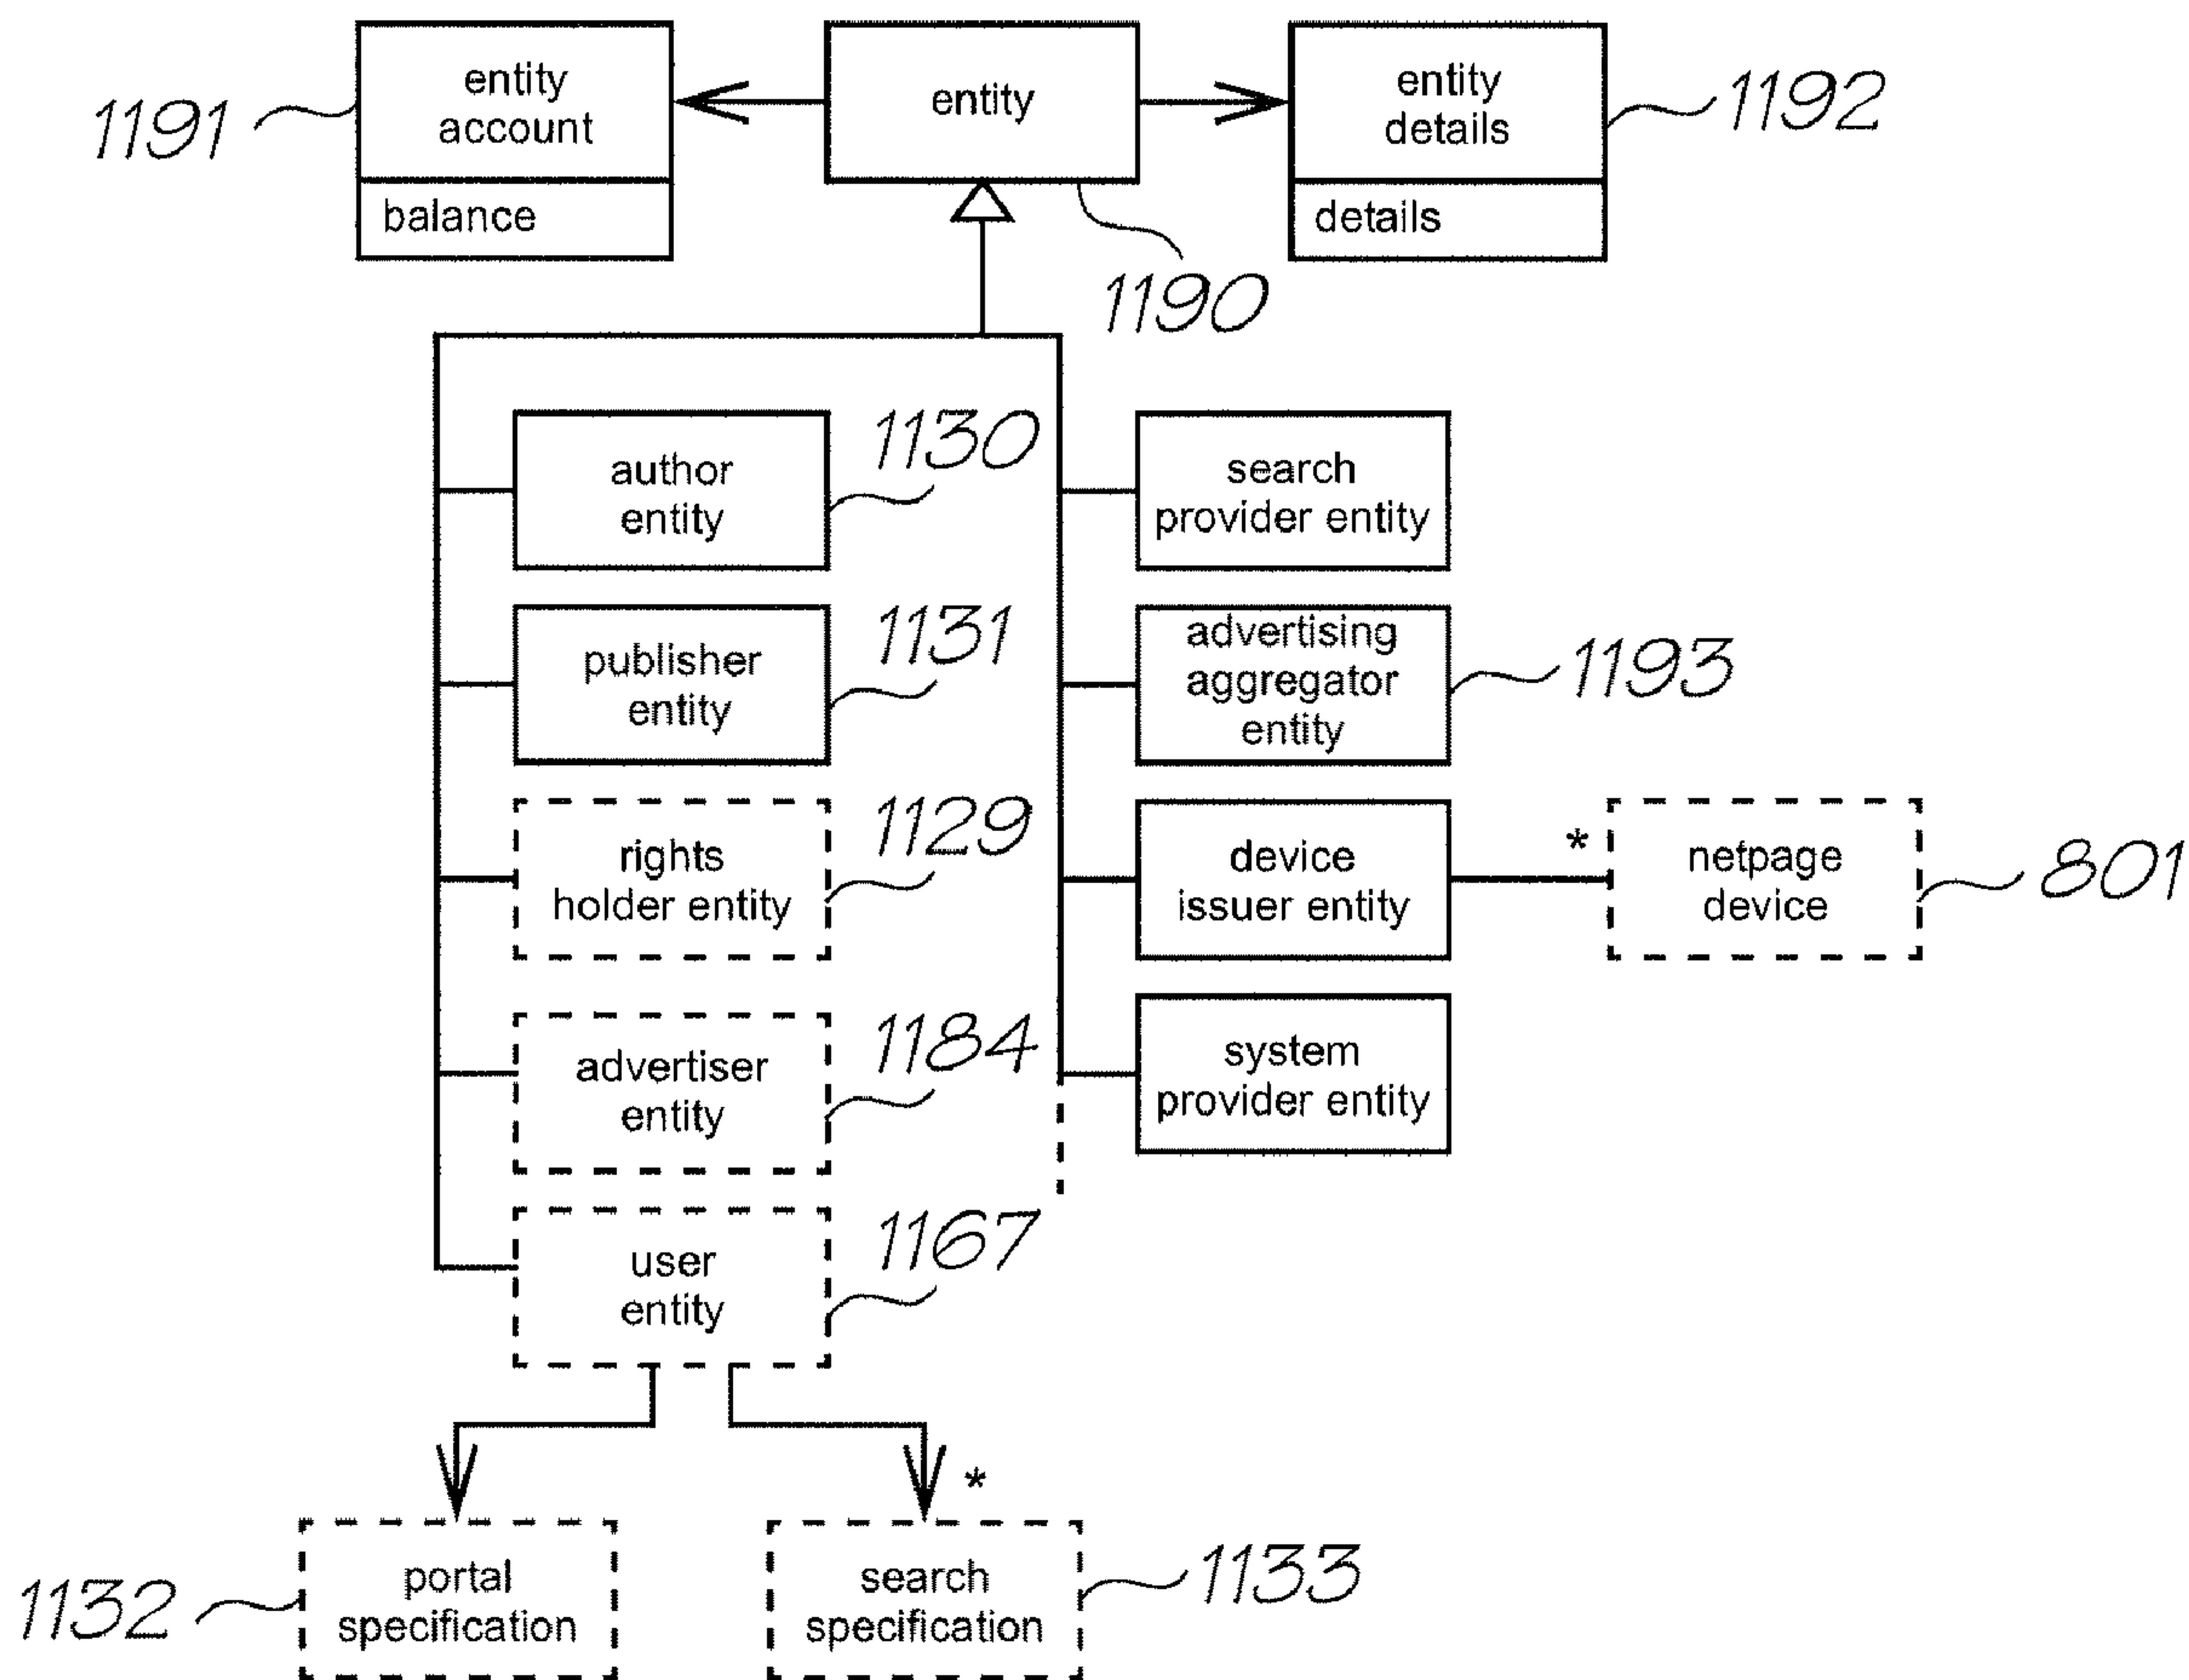 entity
account
balance
1191
entity
1190
entity
details
details
1192
author
entity
1130
search
provider entity
publisher
entity
1131
advertising
aggregator
entity
1193
rights
holder entity
1129
device
issuer entity
*
netpage
device
801
advertiser
entity
1184
system
provider entity
user
entity
1167
*
portal
specification
1132
search
specification
1133